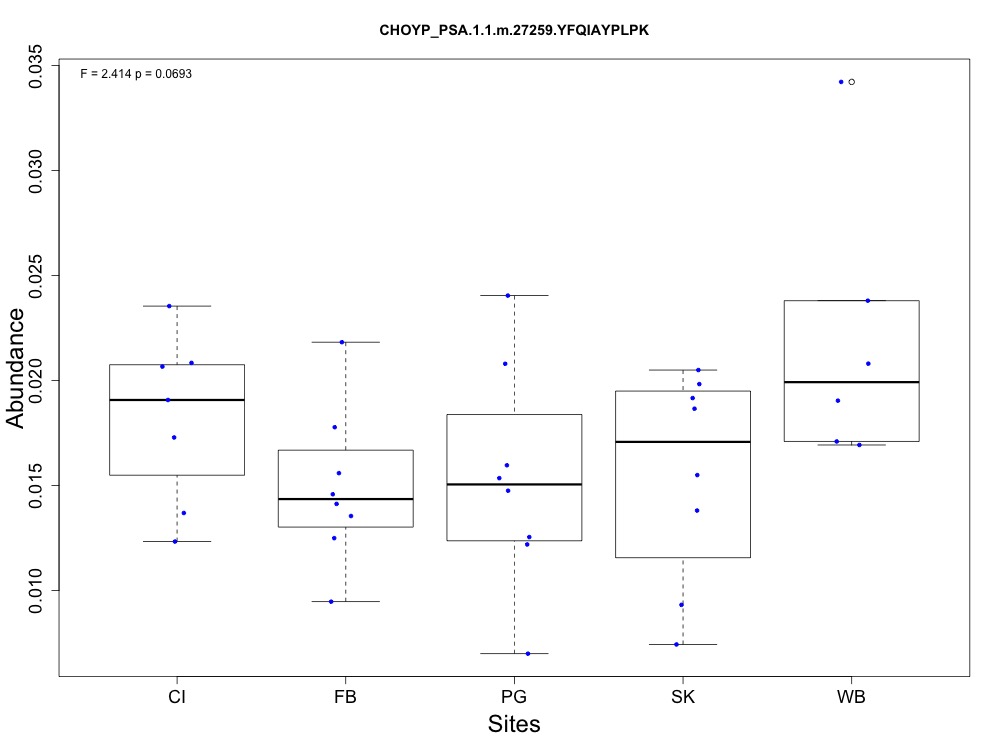 CHOYP_PSA.1.1.m.27259.YFQIAYPLPK
F = 2.414 p = 0.0693
0.035
0.030
0.025
0.020
0.015
0.010
Abundance
CI FB PG SK WB
Sites